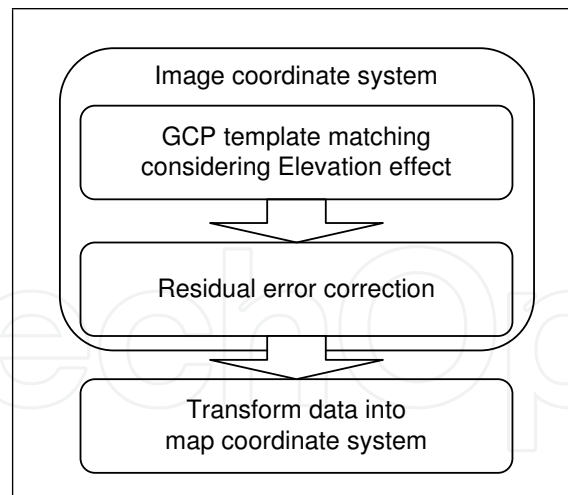 Image coordinate system
GCP template matching
considering Elevation effect
Residual error correction
Transform data into
map coordinate system